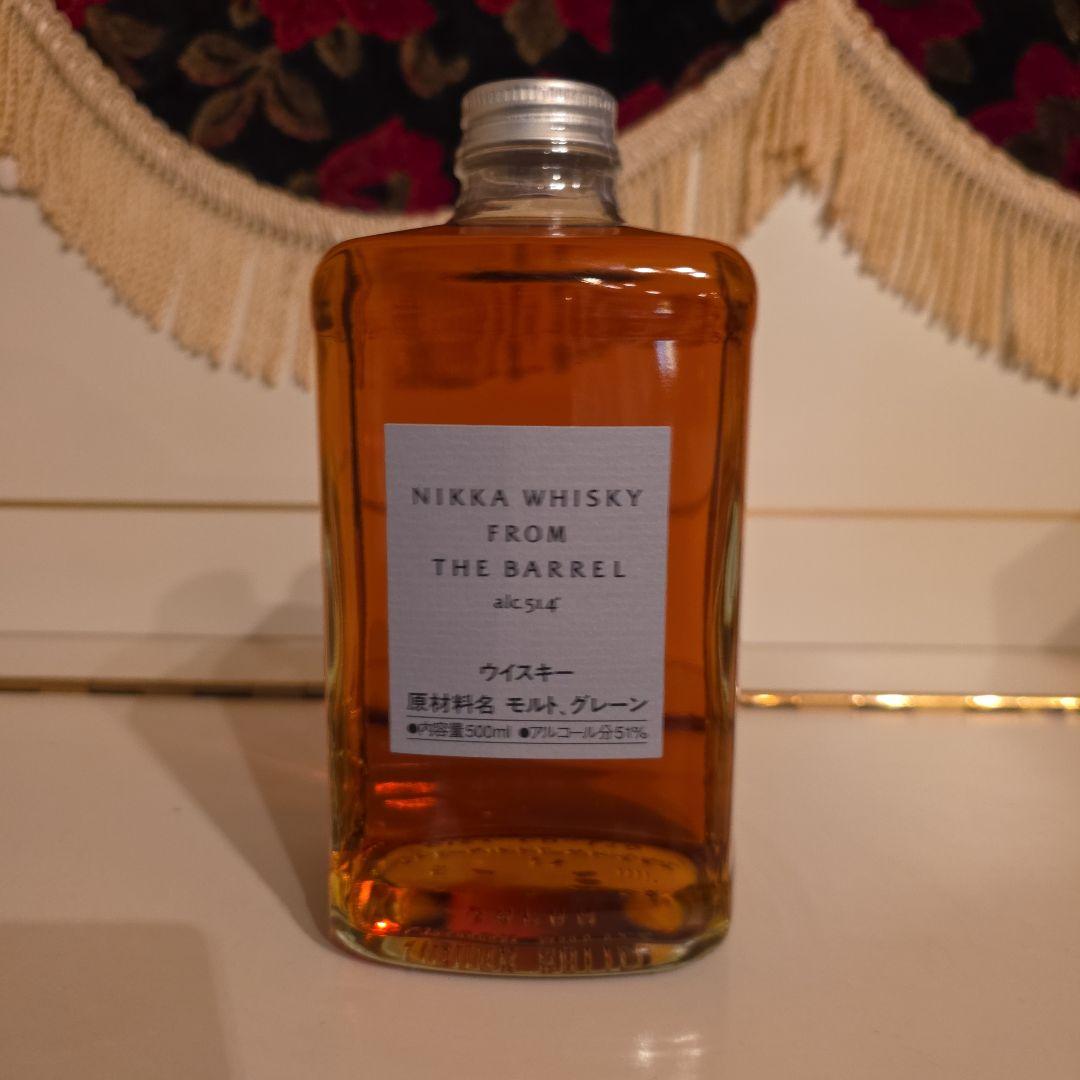 NIKKA WHISKY
FROM
THE BARREL
alc.51.4°
ウイスキー
原材料名 モルト、グレーン
●内容量500ml ●アルコール分51%